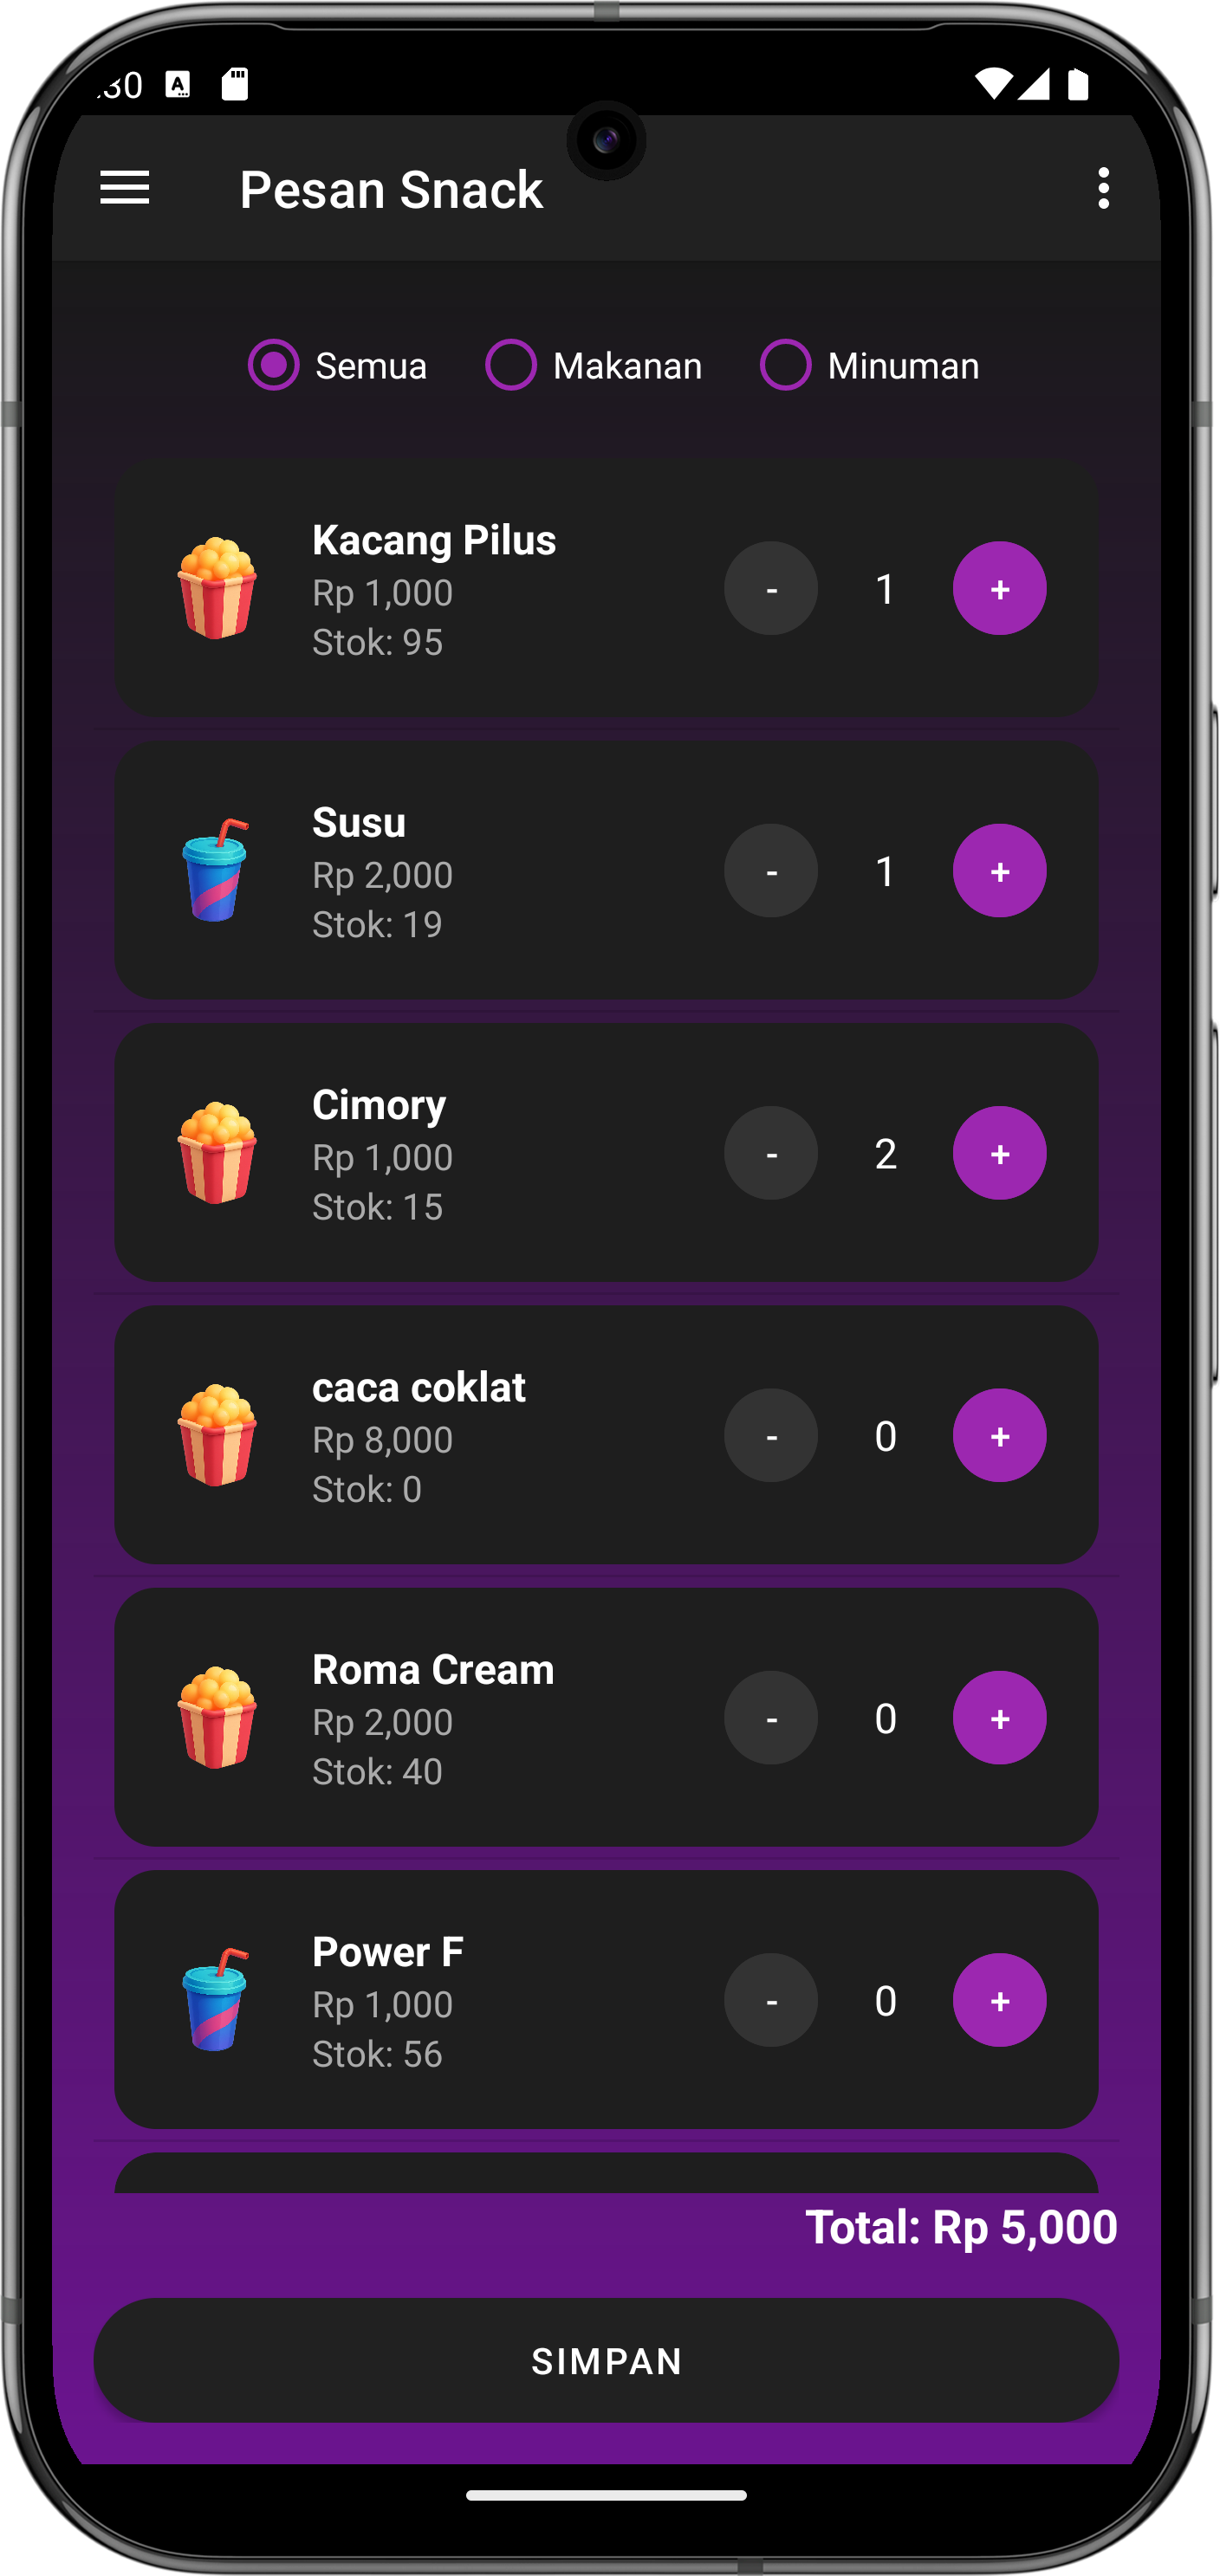 :30
Pesan Snack
Semua Makanan Minuman
Kacang Pilus
Rp 1,000
Stok: 95
- 1 +
Susu
Rp 2,000
Stok: 19
- 1 +
Cimory
Rp 1,000
Stok: 15
- 2 +
caca coklat
Rp 8,000
Stok: 0
- 0 +
Roma Cream
Rp 2,000
Stok: 40
- 0 +
Power F
Rp 1,000
Stok: 56
- 0 +
Total: Rp 5,000
SIMPAN